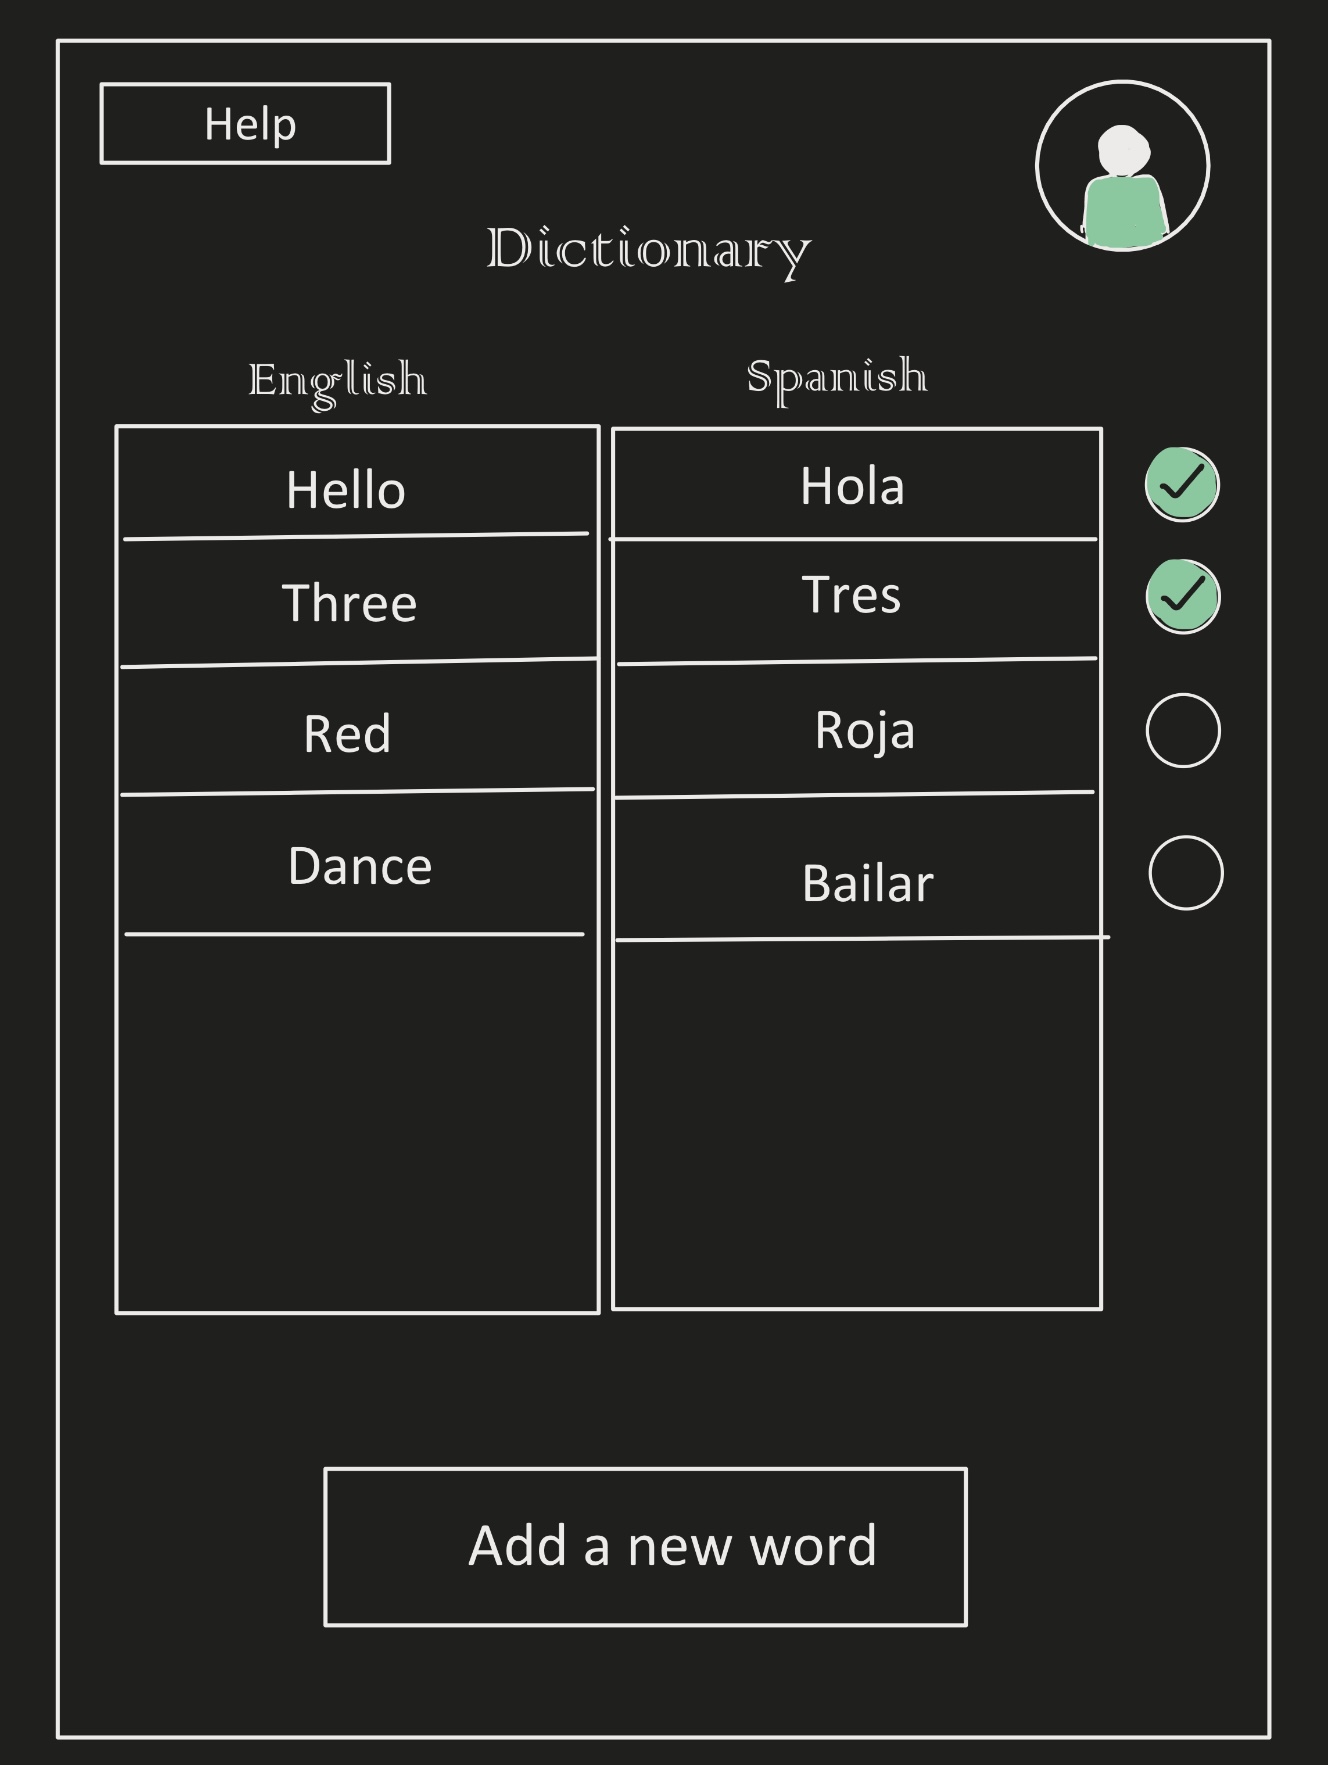 Help
Dictionary
English Spanish
Hello Hola
Three Tres
Red Roja
Dance Bailar
Add a new word